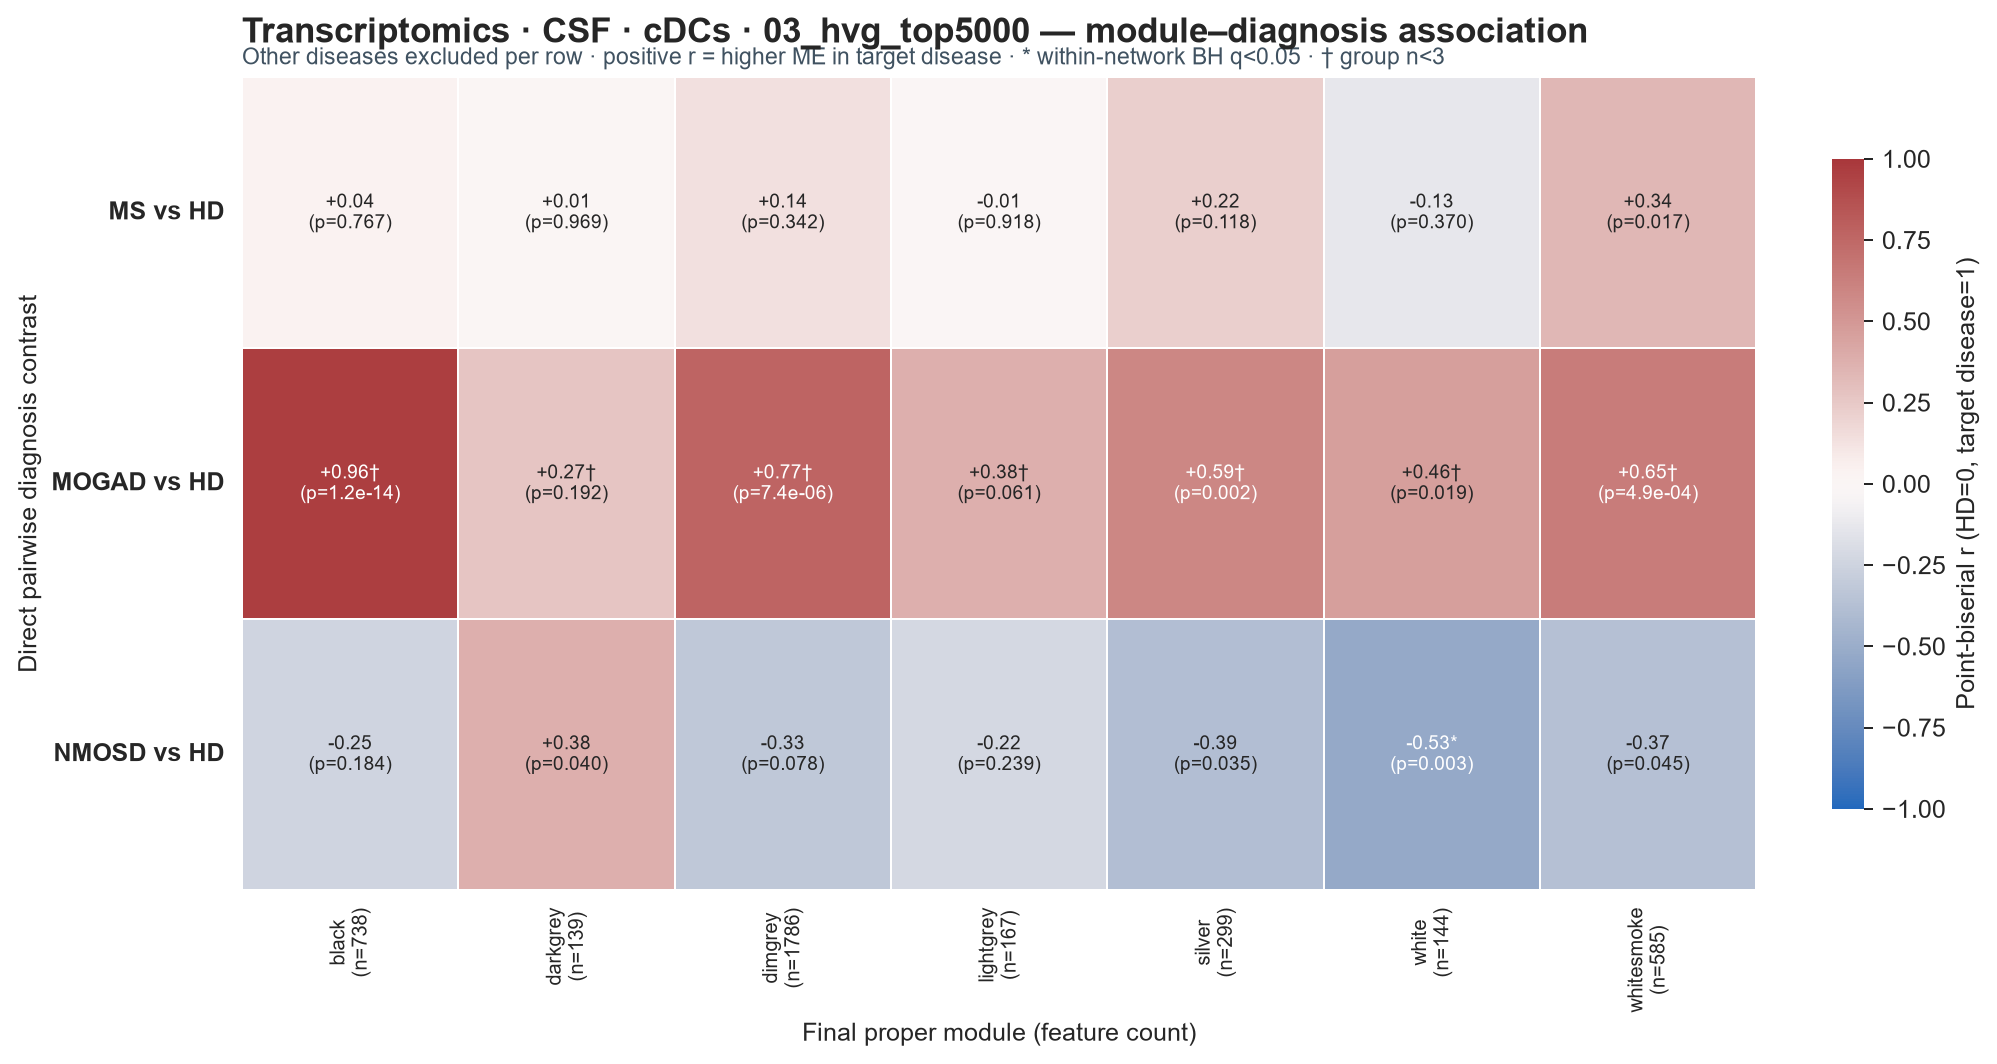 Transcriptomics · CSF · cDCs · 03_hvg_top5000 — module–diagnosis association
Other diseases excluded per row · positive r = higher ME in target disease · * within-network BH q<0.05 · † group n<3
Direct pairwise diagnosis contrast
MS vs HD
+0.04
(p=0.767)
+0.01
(p=0.969)
+0.14
(p=0.342)
-0.01
(p=0.918)
+0.22
(p=0.118)
-0.13
(p=0.370)
+0.34
(p=0.017)
MOGAD vs HD
+0.96†
(p=1.2e-14)
+0.27†
(p=0.192)
+0.77†
(p=7.4e-06)
+0.38†
(p=0.061)
+0.59†
(p=0.002)
+0.46†
(p=0.019)
+0.65†
(p=4.9e-04)
NMOSD vs HD
-0.25
(p=0.184)
+0.38
(p=0.040)
-0.33
(p=0.078)
-0.22
(p=0.239)
-0.39
(p=0.035)
-0.53*
(p=0.003)
-0.37
(p=0.045)
black
(n=738)
darkgrey
(n=139)
dimgrey
(n=1786)
lightgrey
(n=167)
silver
(n=299)
white
(n=144)
whitesmoke
(n=585)
Final proper module (feature count)
1.00
0.75
0.50
0.25
0.00
−0.25
−0.50
−0.75
−1.00
Point-biserial r (HD=0, target disease=1)